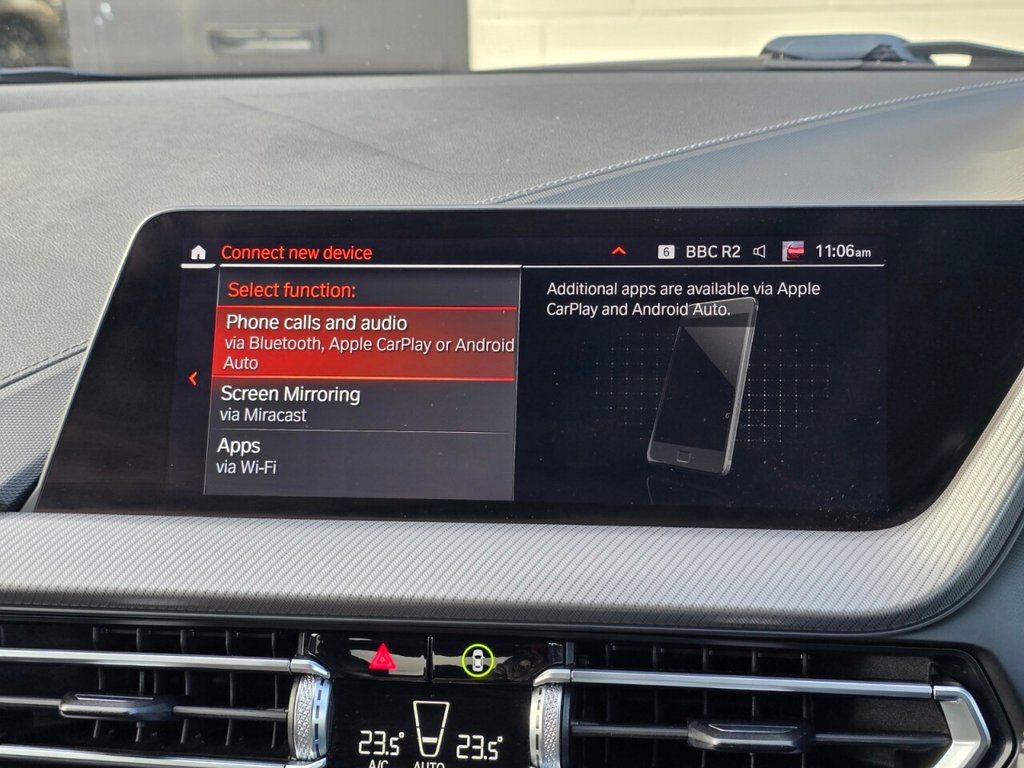 Connect new device
6 BBC R2 11:06am
Select function:
Phone calls and audio
via Bluetooth, Apple CarPlay or Android
Auto
Screen Mirroring
via Miracast
Apps
via Wi-Fi
Additional apps are available via Apple
CarPlay and Android Auto.
23.5° 23.5°
A/C AUTO